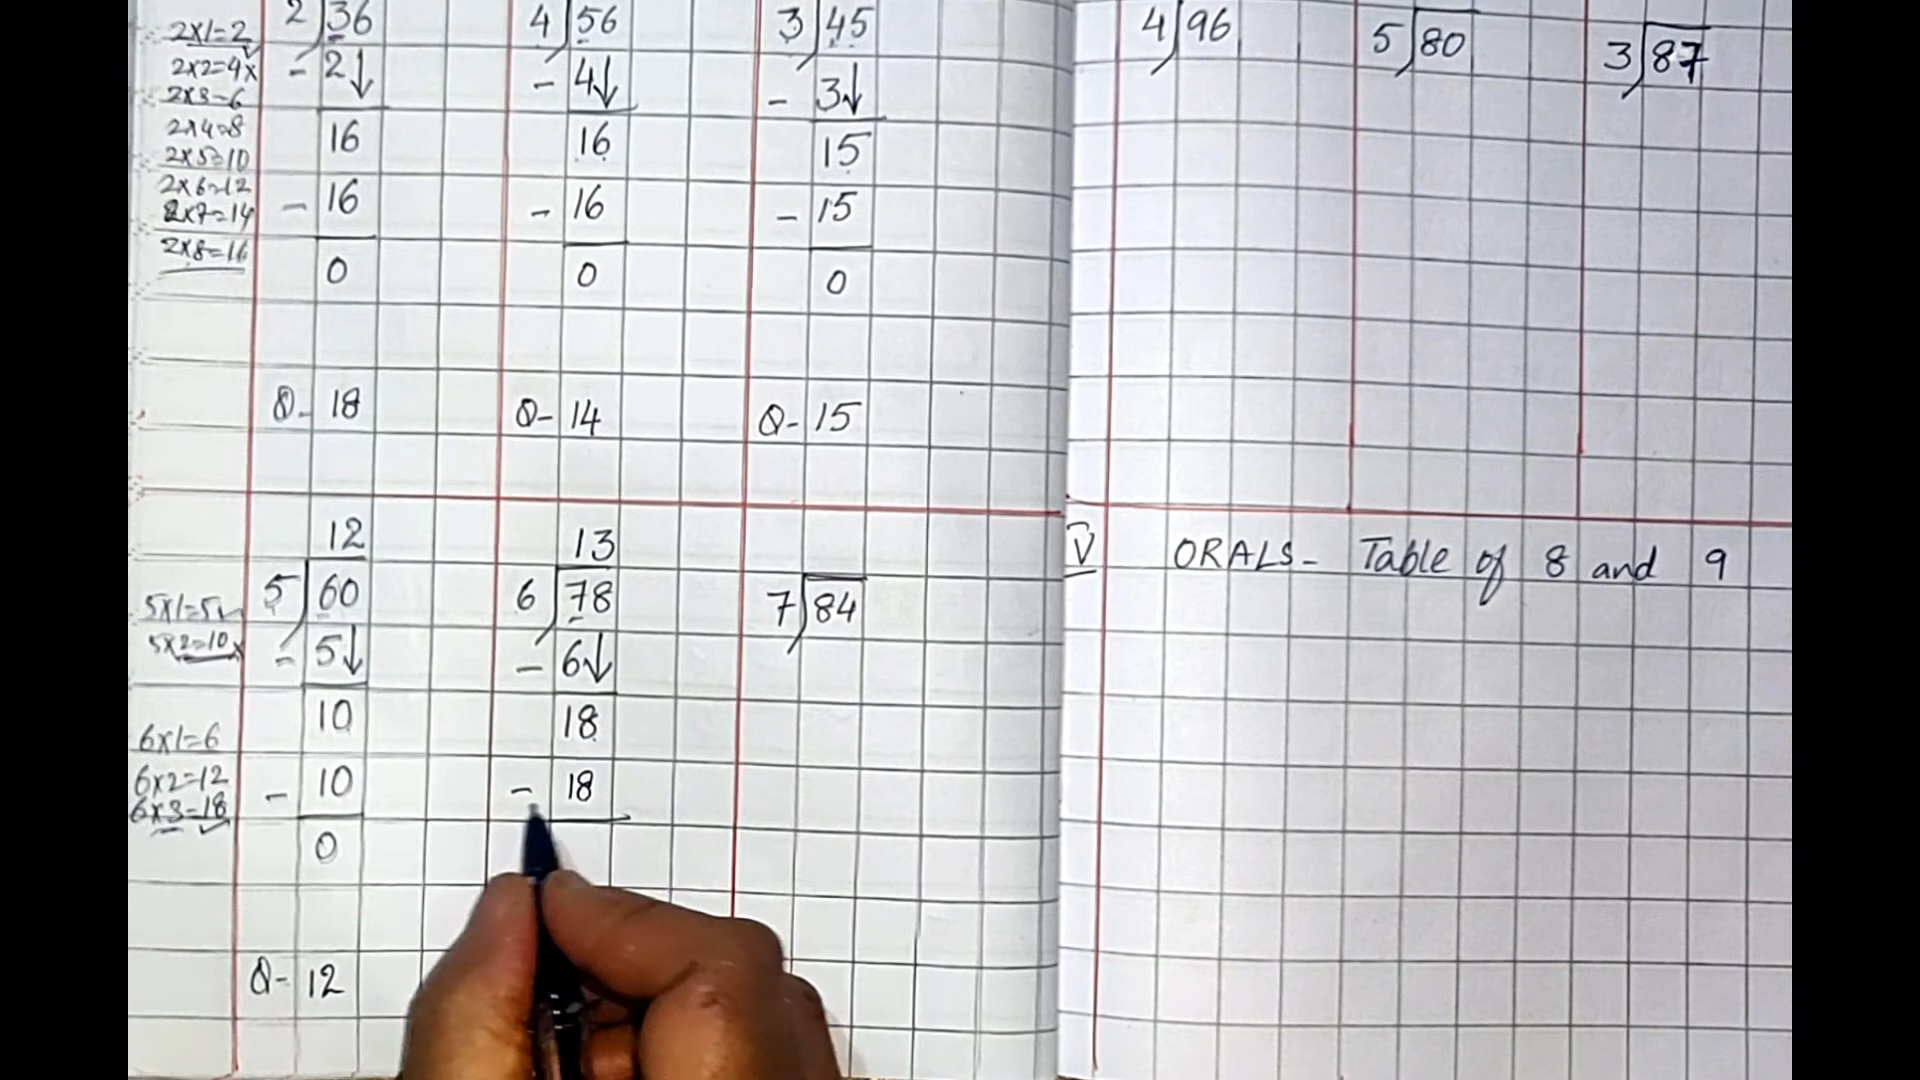 2x1=2
2x2=4x
2x3=6
2x4=8
2x5=10
2x6=12
2x7=14
2x8=16
2)36
- 2↓
16
- 16
0
Q- 18
4)56
- 4↓
16
- 16
0
Q- 14
3)45
- 3↓
15
- 15
0
Q- 15
5x1=5
5x2=10x
6x1=6
6x2=12
6x3=18
12
5)60
- 5↓
10
- 10
0
Q- 12
13
6)78
- 6↓
18
- 18
7)84
4)96
5)80
3)87
V ORALS- Table of 8 and 9